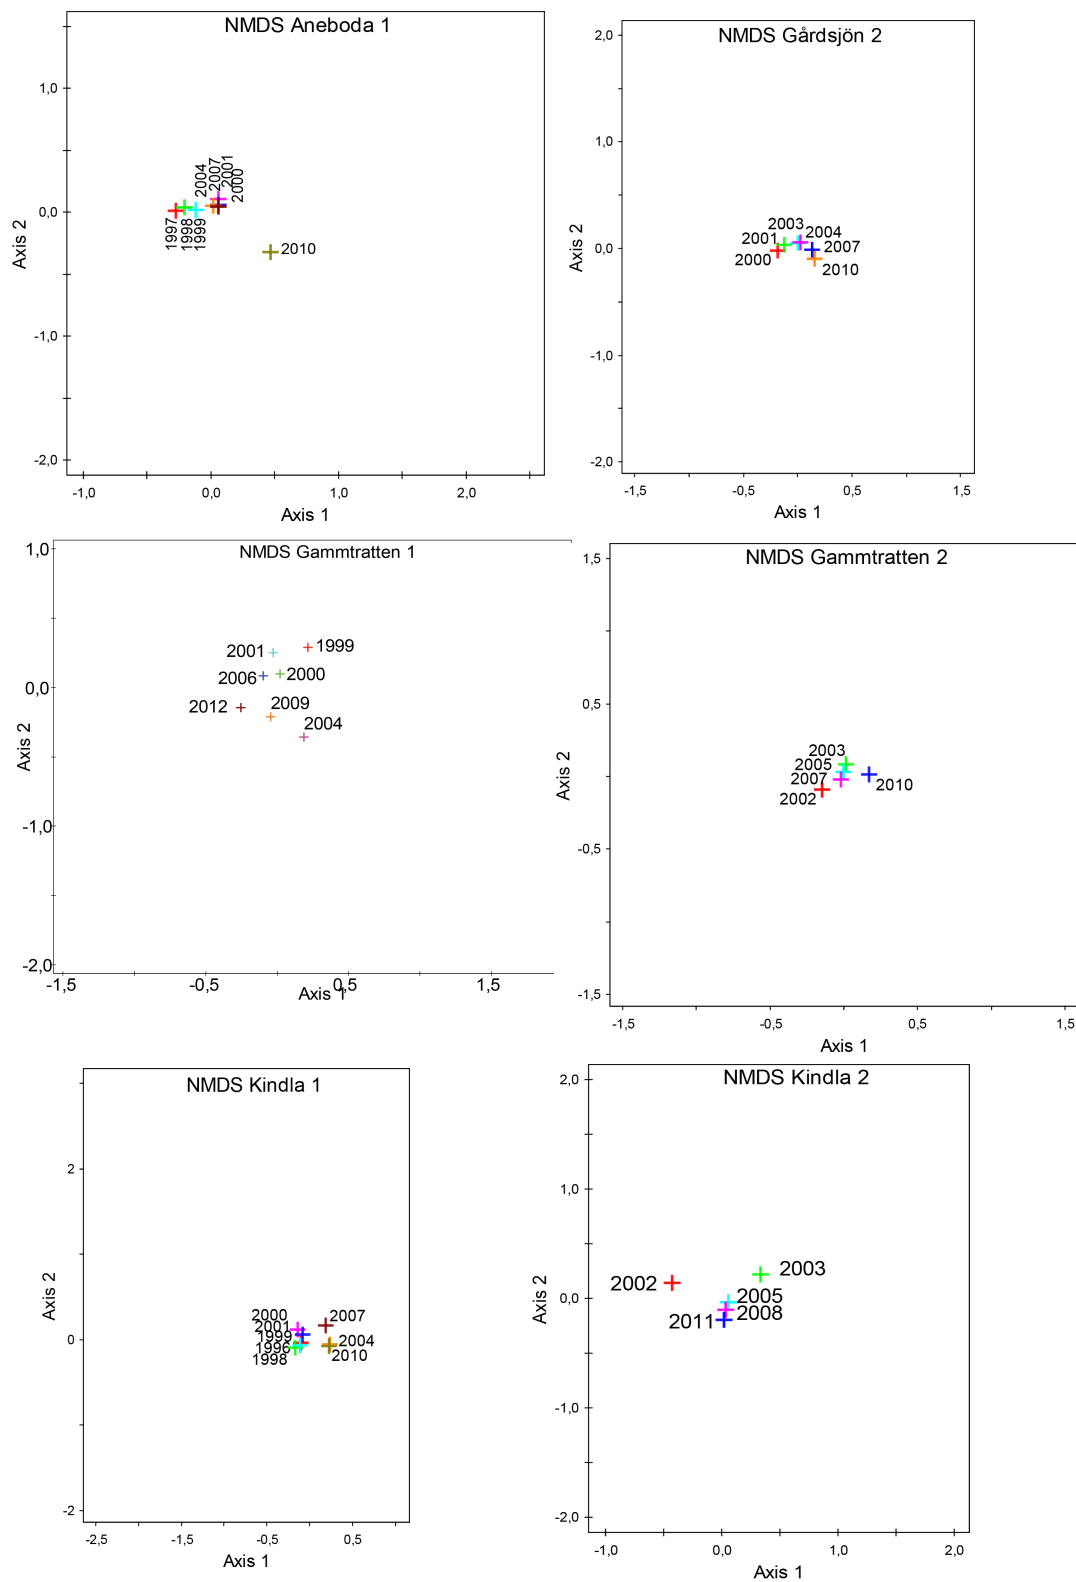 NMDS Aneboda 1
1,0
0,0
-1,0
-2,0
Axis 2
2004
2007
2001
2000
1997
1998
1999
2010
-1,0 0,0 1,0 2,0
Axis 1
NMDS Gårdsjön 2
2,0
1,0
0,0
-1,0
-2,0
Axis 2
2003
2001
2004
2000
2007
2010
-1,5 -0,5 0,5 1,5
Axis 1
NMDS Gammtratten 1
1,0
0,0
-1,0
-2,0
Axis 2
2001
1999
2006
2000
2012
2009
2004
-1,5 -0,5 0,5 1,5
Axis 1
NMDS Gammtratten 2
1,5
0,5
-0,5
-1,5
Axis 2
2003
2005
2007
2002
2010
-1,5 -0,5 0,5 1,5
Axis 1
NMDS Kindla 1
2
0
-2
Axis 2
2000
2007
2001
1999
2004
1996
2010
1998
-2,5 -1,5 -0,5 0,5
Axis 1
NMDS Kindla 2
2,0
1,0
0,0
-1,0
-2,0
Axis 2
2002
2003
2005
2008
2011
-1,0 0,0 1,0 2,0
Axis 1